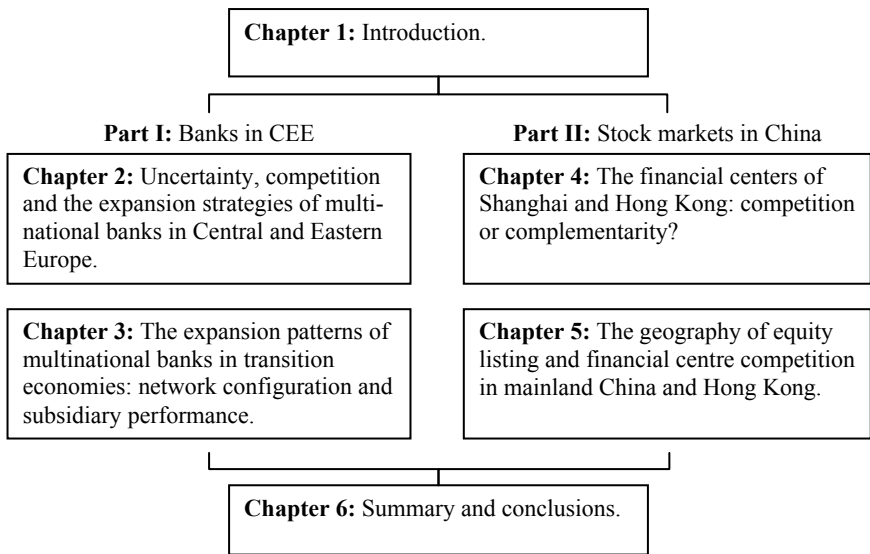 Chapter 1: Introduction.
Part I: Banks in CEE
Chapter 2: Uncertainty, competition
and the expansion strategies of multi-
national banks in Central and Eastern
Europe.
Chapter 3: The expansion patterns of
multinational banks in transition
economies: network configuration and
subsidiary performance.
Part II: Stock markets in China
Chapter 4: The financial centers of
Shanghai and Hong Kong: competition
or complementarity?
Chapter 5: The geography of equity
listing and financial centre competition
in mainland China and Hong Kong.
Chapter 6: Summary and conclusions.